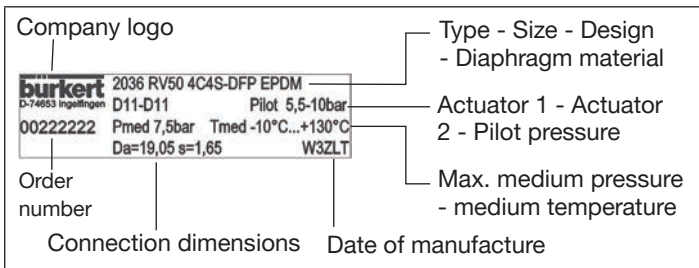 Company logo
Type - Size - Design
- Diaphragm material
bürkert
D-74653 Ingelfingen
2036 RV50 4C4S-DFP EPDM
D11-D11 Pilot 5,5-10bar
Actuator 1 - Actuator
2 - Pilot pressure
00222222
Pmed 7,5bar Tmed -10°C...+130°C
Da=19,05 s=1,65 W3ZLT
Max. medium pressure
- medium temperature
Order
number
Connection dimensions
Date of manufacture